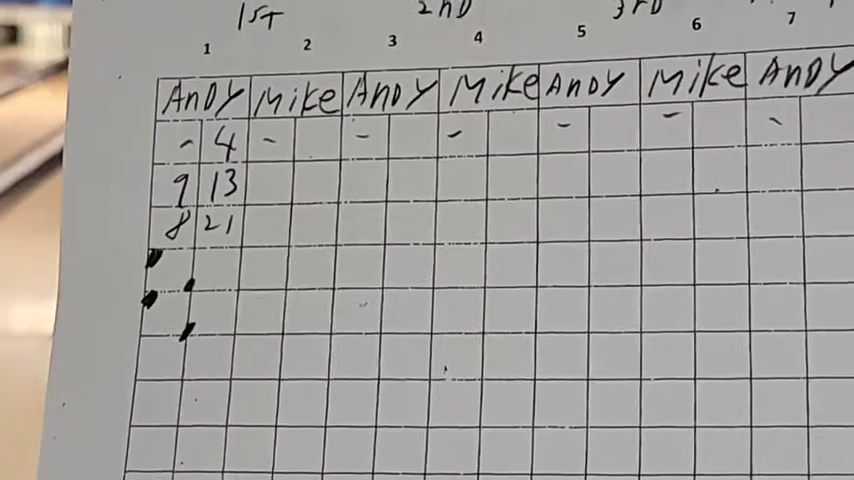 1ST 2ND 3RD
1 2 3 4 5 6 7
ANDY Mike ANDY Mike ANDY Mike ANDY
- 4 - - - - - -
9 13
8 21